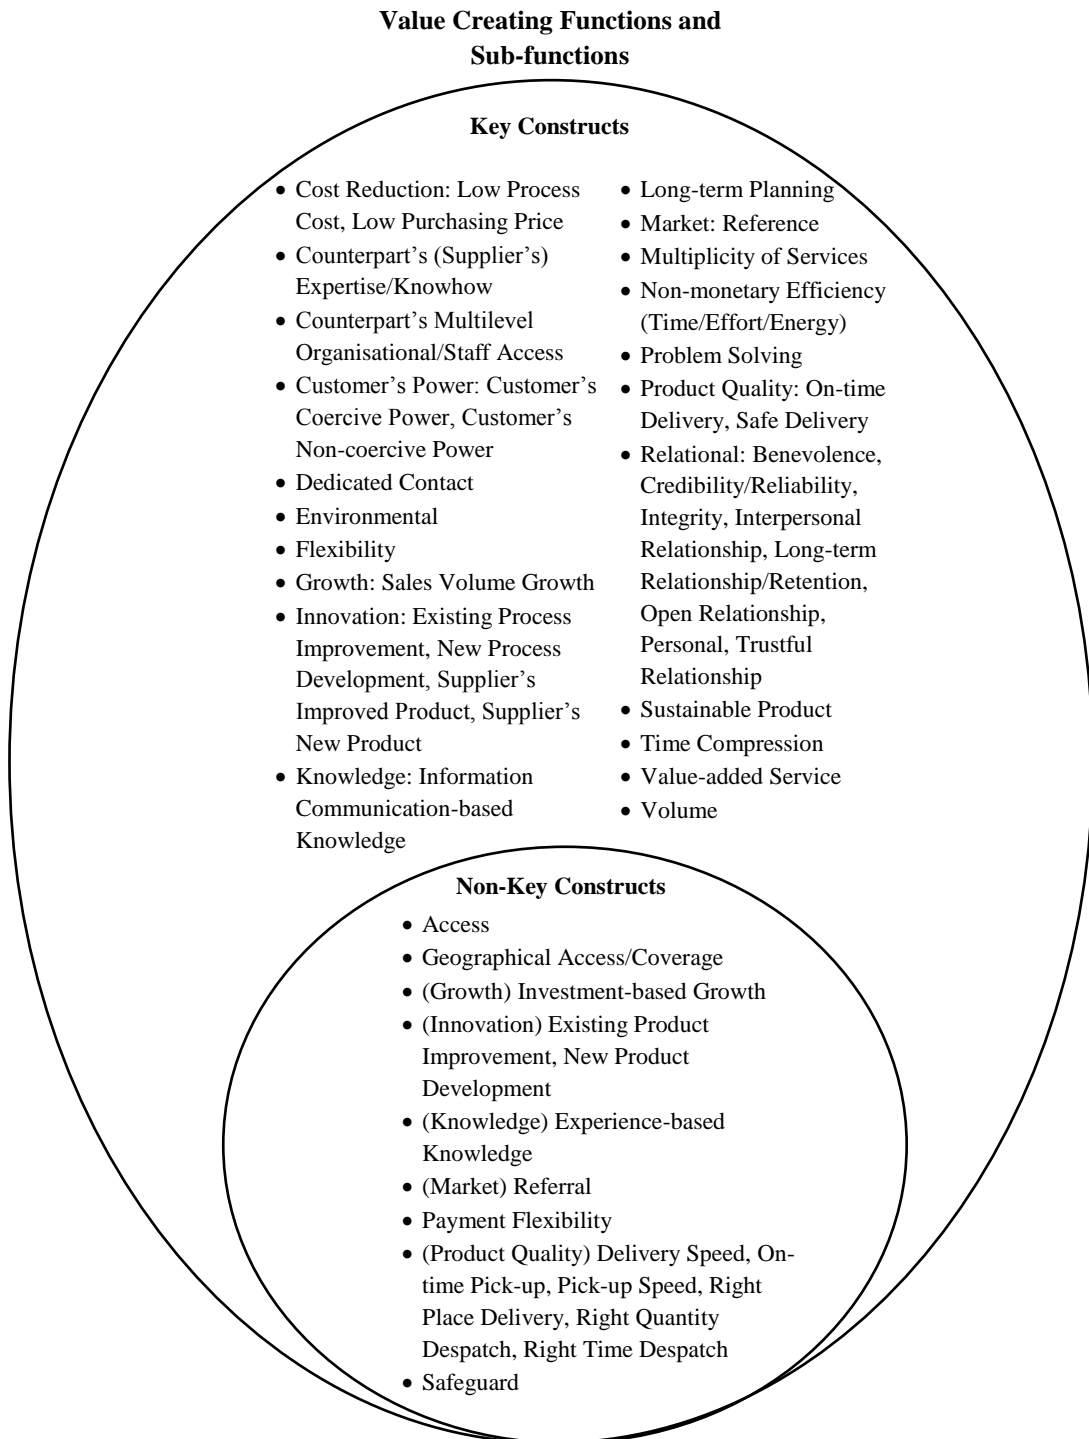 Value Creating Functions and
Sub-functions
Key Constructs
• Cost Reduction: Low Process
Cost, Low Purchasing Price
• Counterpart’s (Supplier’s)
Expertise/Knowhow
• Counterpart’s Multilevel
Organisational/Staff Access
• Customer’s Power: Customer’s
Coercive Power, Customer’s
Non-coercive Power
• Dedicated Contact
• Environmental
• Flexibility
• Growth: Sales Volume Growth
• Innovation: Existing Process
Improvement, New Process
Development, Supplier’s
Improved Product, Supplier’s
New Product
• Knowledge: Information
Communication-based
Knowledge
• Long-term Planning
• Market: Reference
• Multiplicity of Services
• Non-monetary Efficiency
(Time/Effort/Energy)
• Problem Solving
• Product Quality: On-time
Delivery, Safe Delivery
• Relational: Benevolence,
Credibility/Reliability,
Integrity, Interpersonal
Relationship, Long-term
Relationship/Retention,
Open Relationship,
Personal, Trustful
Relationship
• Sustainable Product
• Time Compression
• Value-added Service
• Volume
Non-Key Constructs
• Access
• Geographical Access/Coverage
• (Growth) Investment-based Growth
• (Innovation) Existing Product
Improvement, New Product
Development
• (Knowledge) Experience-based
Knowledge
• (Market) Referral
• Payment Flexibility
• (Product Quality) Delivery Speed, On-
time Pick-up, Pick-up Speed, Right
Place Delivery, Right Quantity
Despatch, Right Time Despatch
• Safeguard